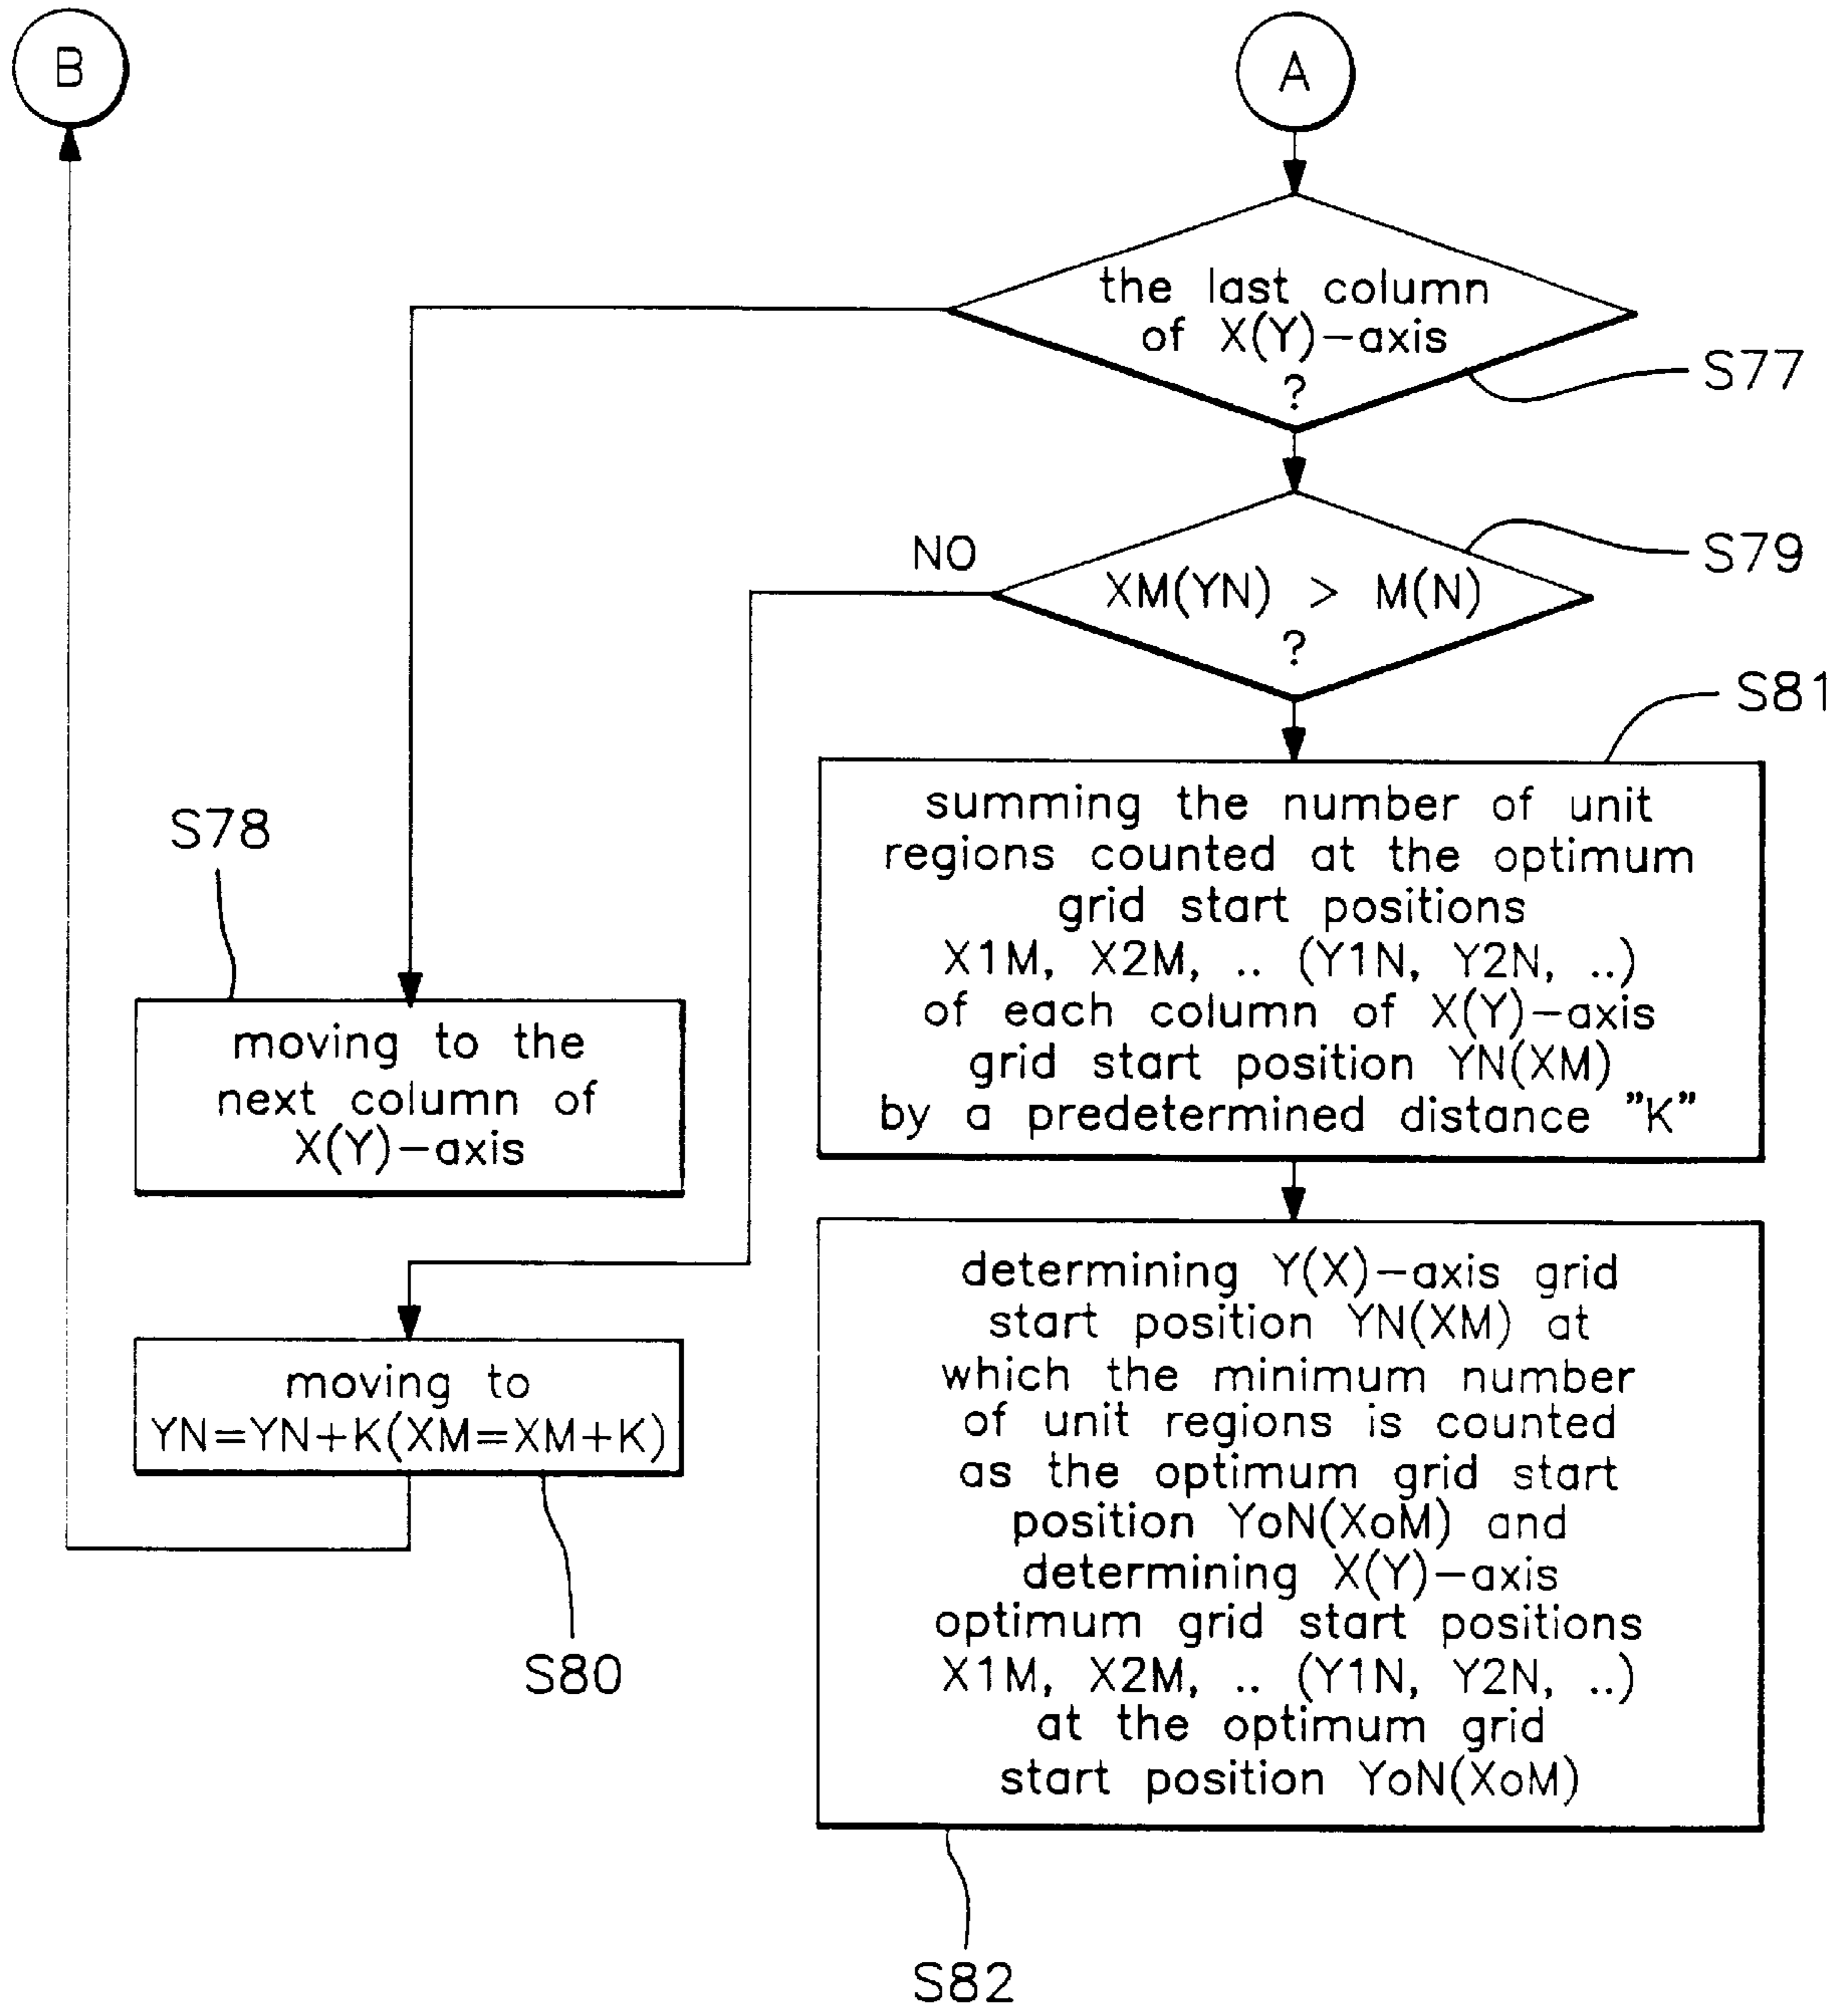 B
A
the last column
of X(Y)-axis
?
S77
NO
XM(YN) > M(N)
?
S79
S81
summing the number of unit
regions counted at the optimum
grid start positions
X1M, X2M, .. (Y1N, Y2N, ..)
of each column of X(Y)-axis
grid start position YN(XM)
by a predetermined distance "K"
S78
moving to the
next column of
X(Y)-axis
moving to
YN=YN+K(XM=XM+K)
S80
determining Y(X)-axis grid
start position YN(XM) at
which the minimum number
of unit regions is counted
as the optimum grid start
position YoN(XoM) and
determining X(Y)-axis
optimum grid start positions
X1M, X2M, .. (Y1N, Y2N, ..)
at the optimum grid
start position YoN(XoM)
S82